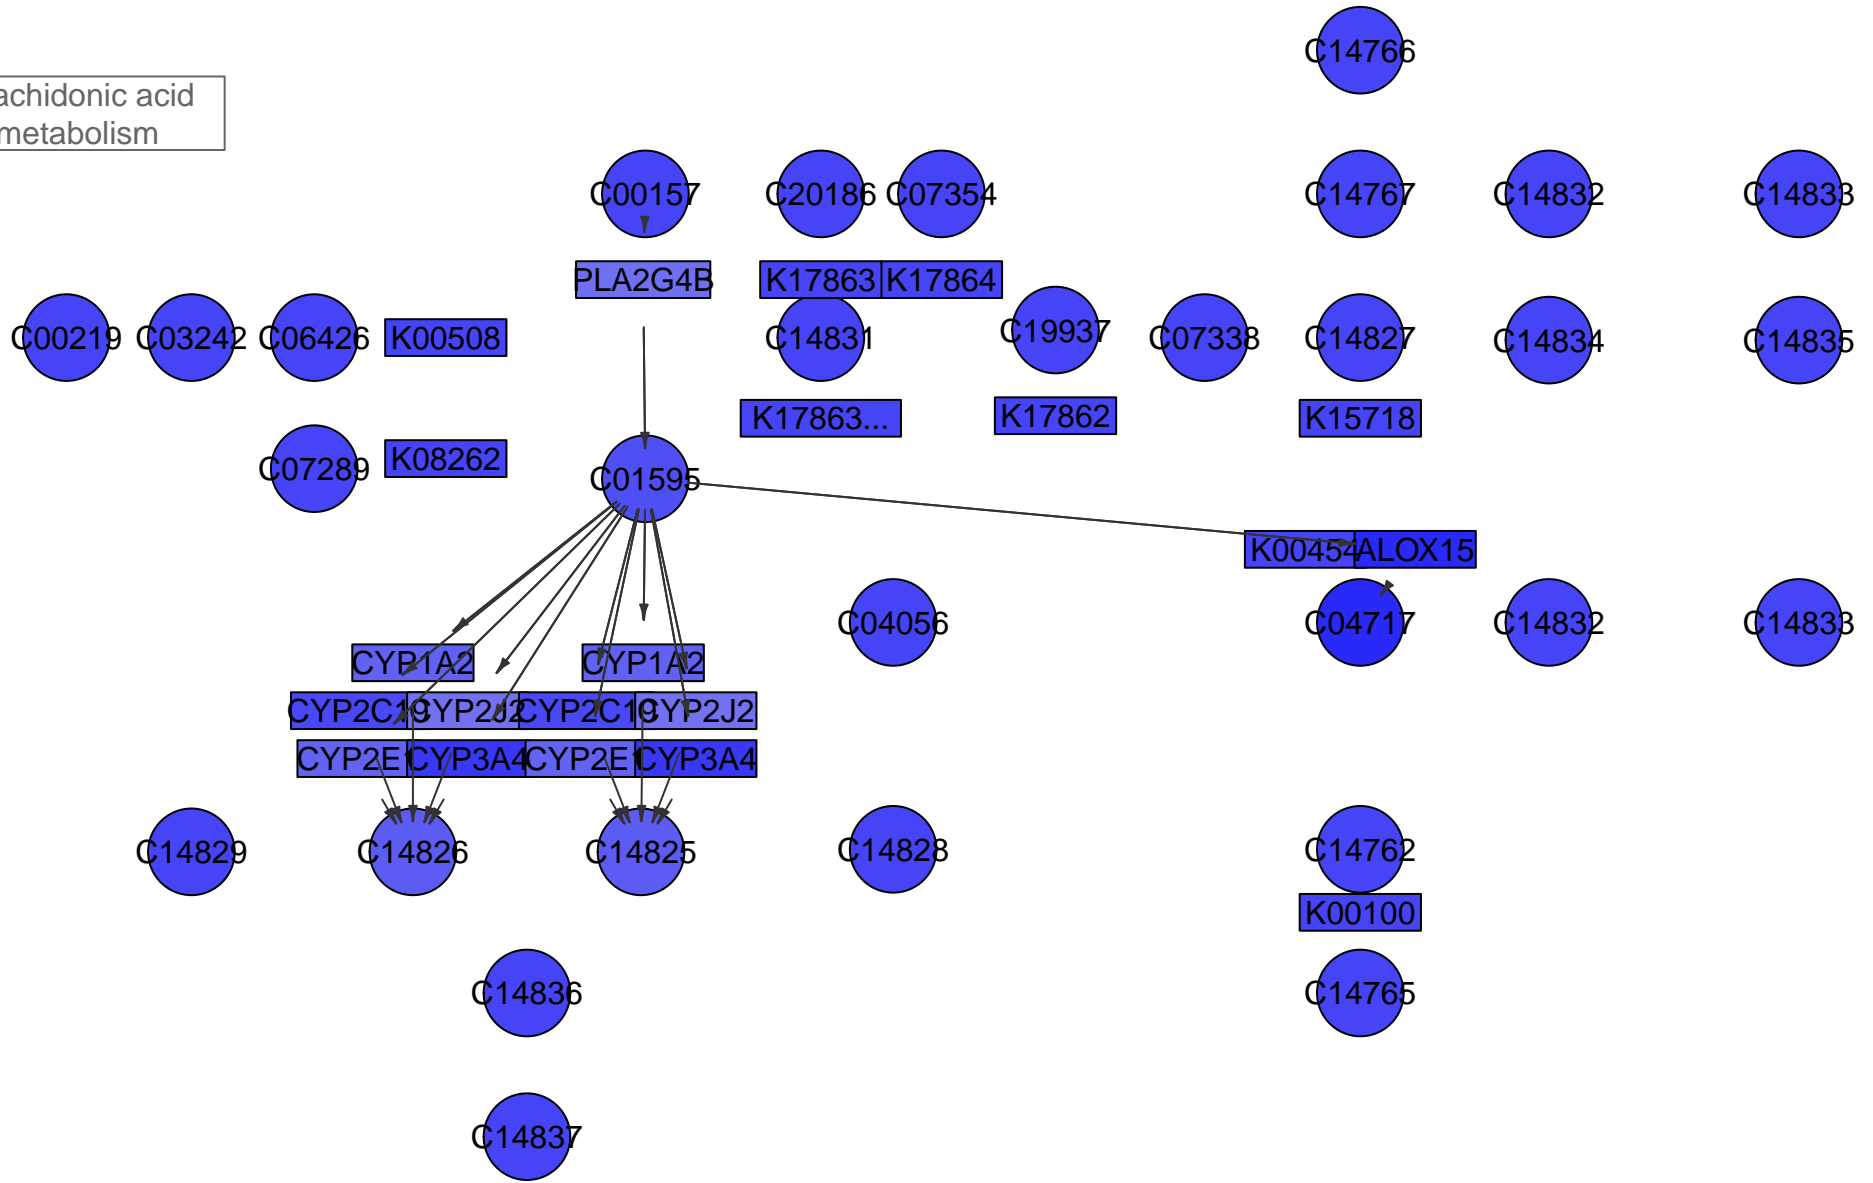 C14766
achidonic acid
metabolism
C00157
C20186
C07354
C14767
C14832
C14833
PLA2G4B
K17863
K17864
C00219
C03242
C06426
K00508
C14831
C19937
C07338
C14827
C14834
C14835
K17863...
K17862
K15718
C07289
K08262
C01595
K00454
ALOX15
C04056
C04717
C14832
C14833
CYP1A2
CYP1A2
CYP2C19
CYP2J2
CYP2C19
CYP2J2
CYP2E1
CYP3A4
CYP2E1
CYP3A4
C14829
C14826
C14825
C14828
C14762
K00100
C14836
C14765
C14837